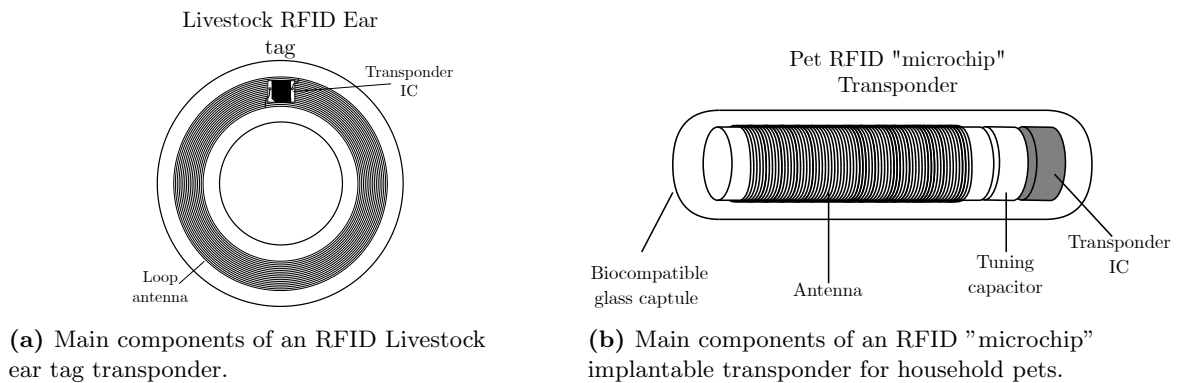 Livestock RFID Ear
tag
Transponder
IC
Loop
antenna
(a) Main components of an RFID Livestock
ear tag transponder.
Pet RFID "microchip"
Transponder
Biocompatible
glass captule
Antenna
Tuning
capacitor
Transponder
IC
(b) Main components of an RFID ”microchip”
implantable transponder for household pets.